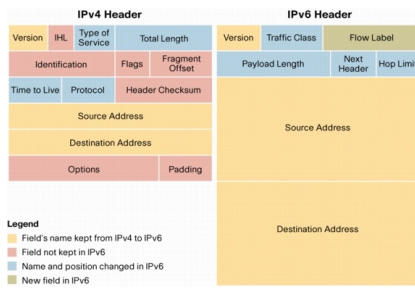 IPv4 Header
Version
IHL
Type of
Service
Total Length
Identification
Flags
Fragment
Offset
Time to Live
Protocol
Header Checksum
Source Address
Destination Address
Options
Padding
IPv6 Header
Version
Traffic Class
Flow Label
Payload Length
Next
Header
Hop Limi
Source Address
Destination Address
Legend
Field's name kept from IPv4 to IPv6
Field not kept in IPv6
Name and position changed in IPv6
New field in IPv6